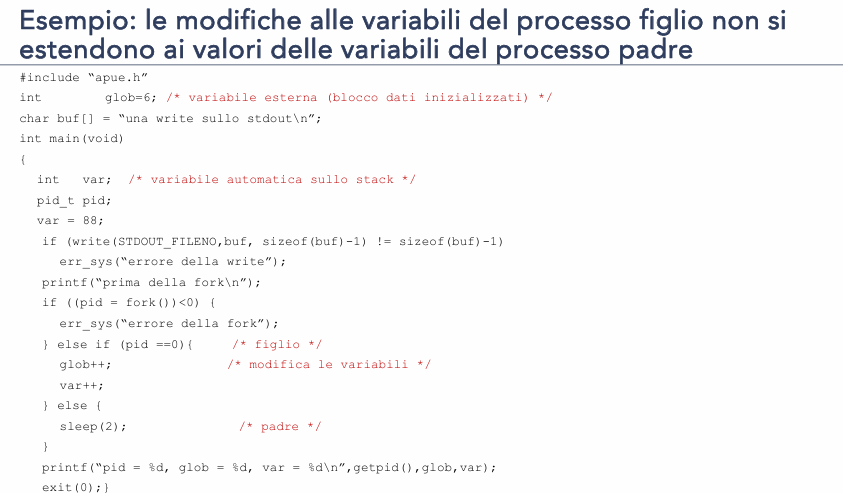 Esempio: le modifiche alle variabili del processo figlio non si
estendono ai valori delle variabili del processo padre
#include “apue.h”
int glob=6; /* variabile esterna (blocco dati inizializzati) */
char buf[] = “una write sullo stdout\n”;
int main(void)
{
int var; /* variabile automatica sullo stack */
pid_t pid;
var = 88;
if (write(STDOUT_FILENO,buf, sizeof(buf)-1) != sizeof(buf)-1)
err_sys(“errore della write”);
printf(“prima della fork\n”);
if ((pid = fork())<0) {
err_sys(“errore della fork”);
} else if (pid ==0){ /* figlio */
glob++; /* modifica le variabili */
var++;
} else {
sleep(2); /* padre */
}
printf(“pid = %d, glob = %d, var = %d\n”,getpid(),glob,var);
exit(0);}